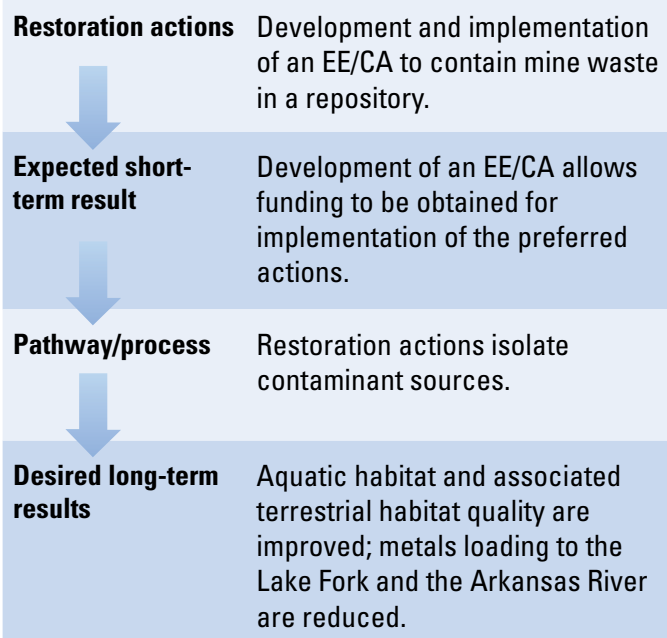 Restoration actions Development and implementation
of an EE/CA to contain mine waste
in a repository.
Expected short- Development of an EE/CA allows
term result funding to be obtained for
implementation of the preferred
actions.
Pathway/process Restoration actions isolate
contaminant sources.
Desired long-term Aquatic habitat and associated
results terrestrial habitat quality are
improved; metals loading to the
Lake Fork and the Arkansas River
are reduced.